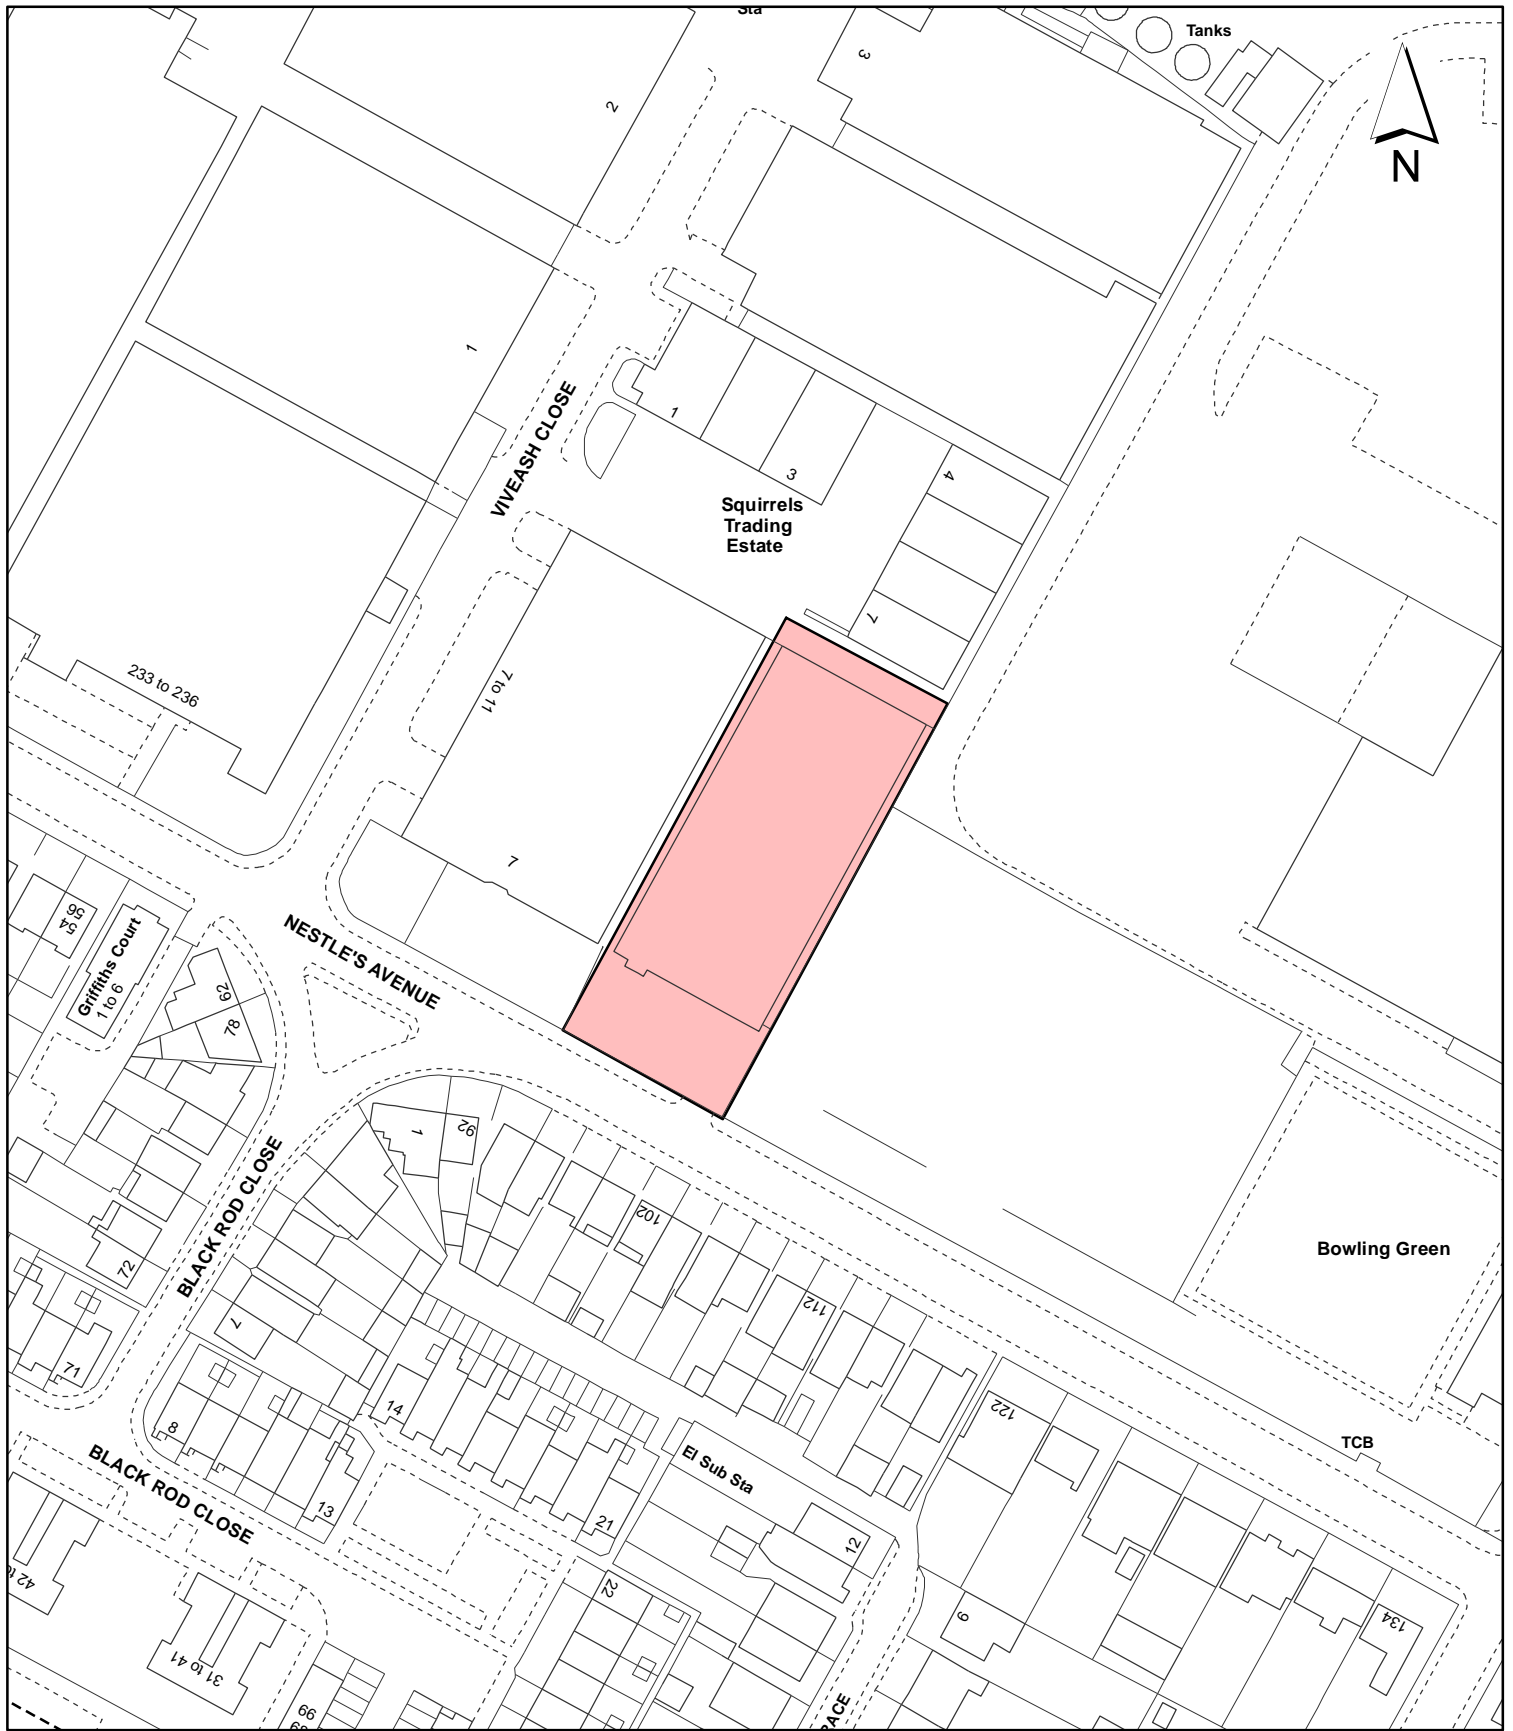 Sta
Tanks
3
2
N
1
VIVEASH CLOSE
1
3
4
Squirrels
Trading
Estate
7
233 to 236
7 to 11
7
54
56
Griffiths Court
1 to 6
62
78
NESTLE'S AVENUE
1
92
BLACK ROD CLOSE
72
102
Bowling Green
112
7
71
14
8
122
TCB
BLACK ROD CLOSE
13
El Sub Sta
21
12
22
9
134
31 to 41
99